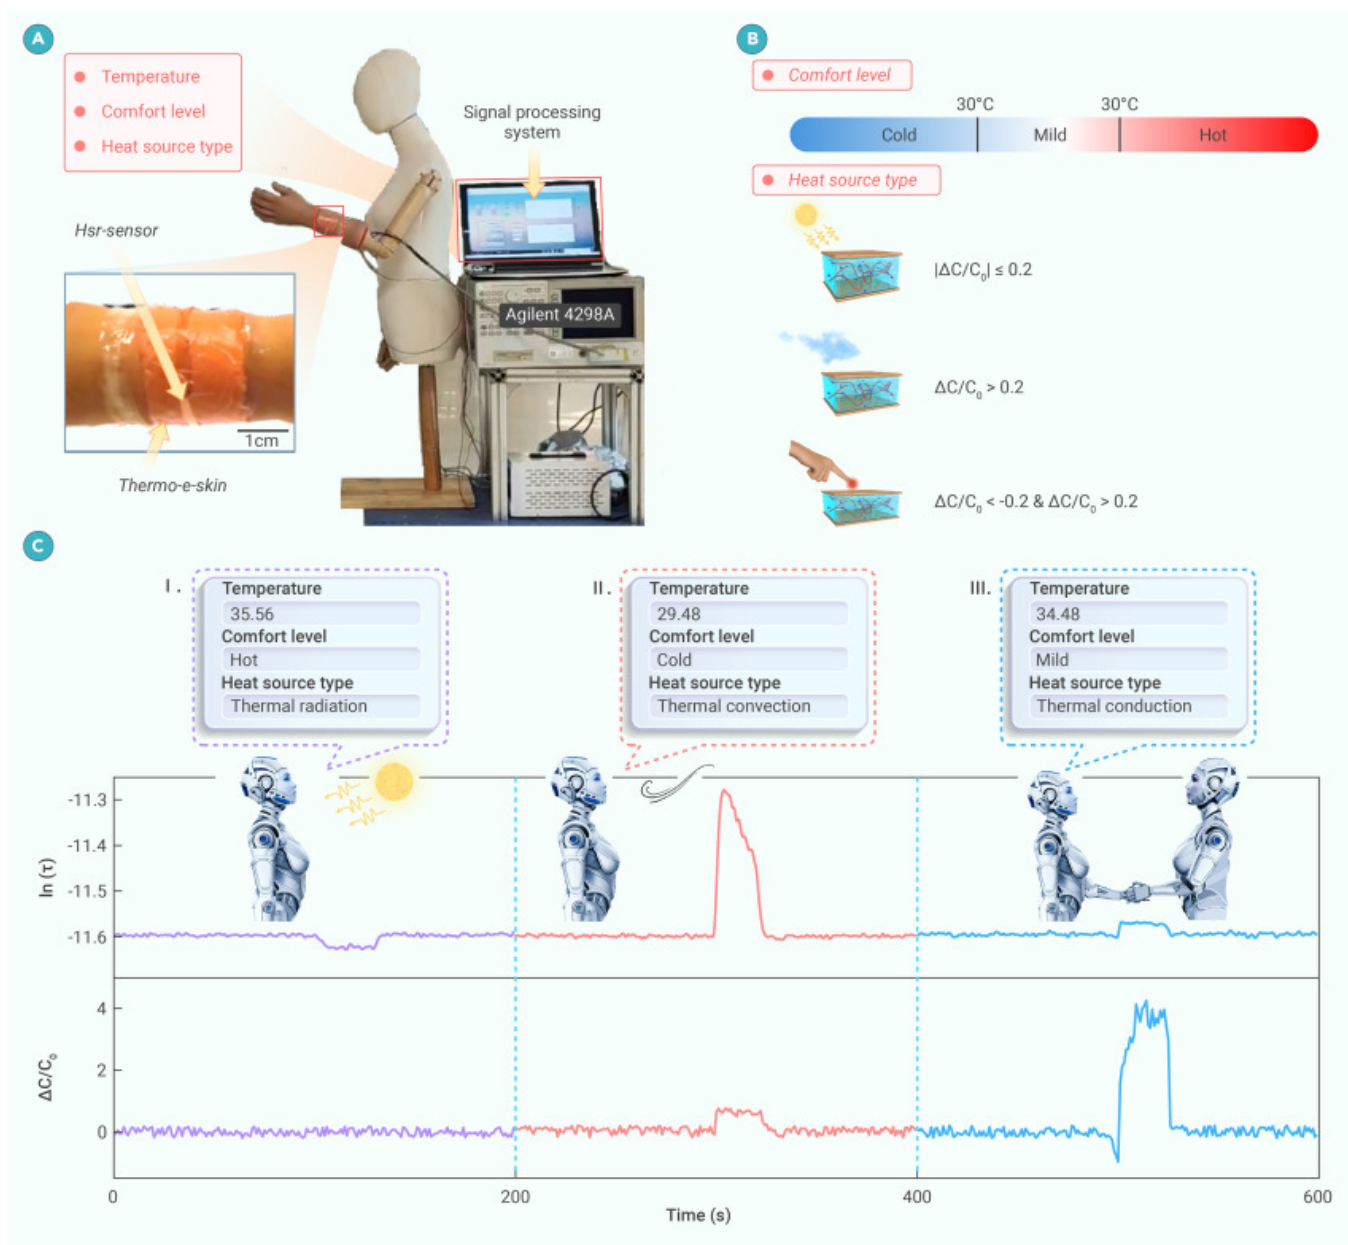 A
Temperature
Comfort level
Heat source type
Signal processing
system
Hsr-sensor
Agilent 4298A
1cm
Thermo-e-skin
B
Comfort level
30°C
30°C
Cold
Mild
Hot
Heat source type
|ΔC/C₀| ≤ 0.2
ΔC/C₀ > 0.2
ΔC/C₀ < -0.2 & ΔC/C₀ > 0.2
C
I.
Temperature
35.56
Comfort level
Hot
Heat source type
Thermal radiation
II.
Temperature
29.48
Comfort level
Cold
Heat source type
Thermal convection
III.
Temperature
34.48
Comfort level
Mild
Heat source type
Thermal conduction
ln (τ)
-11.3
-11.4
-11.5
-11.6
ΔC/C₀
4
2
0
0
200
400
600
Time (s)